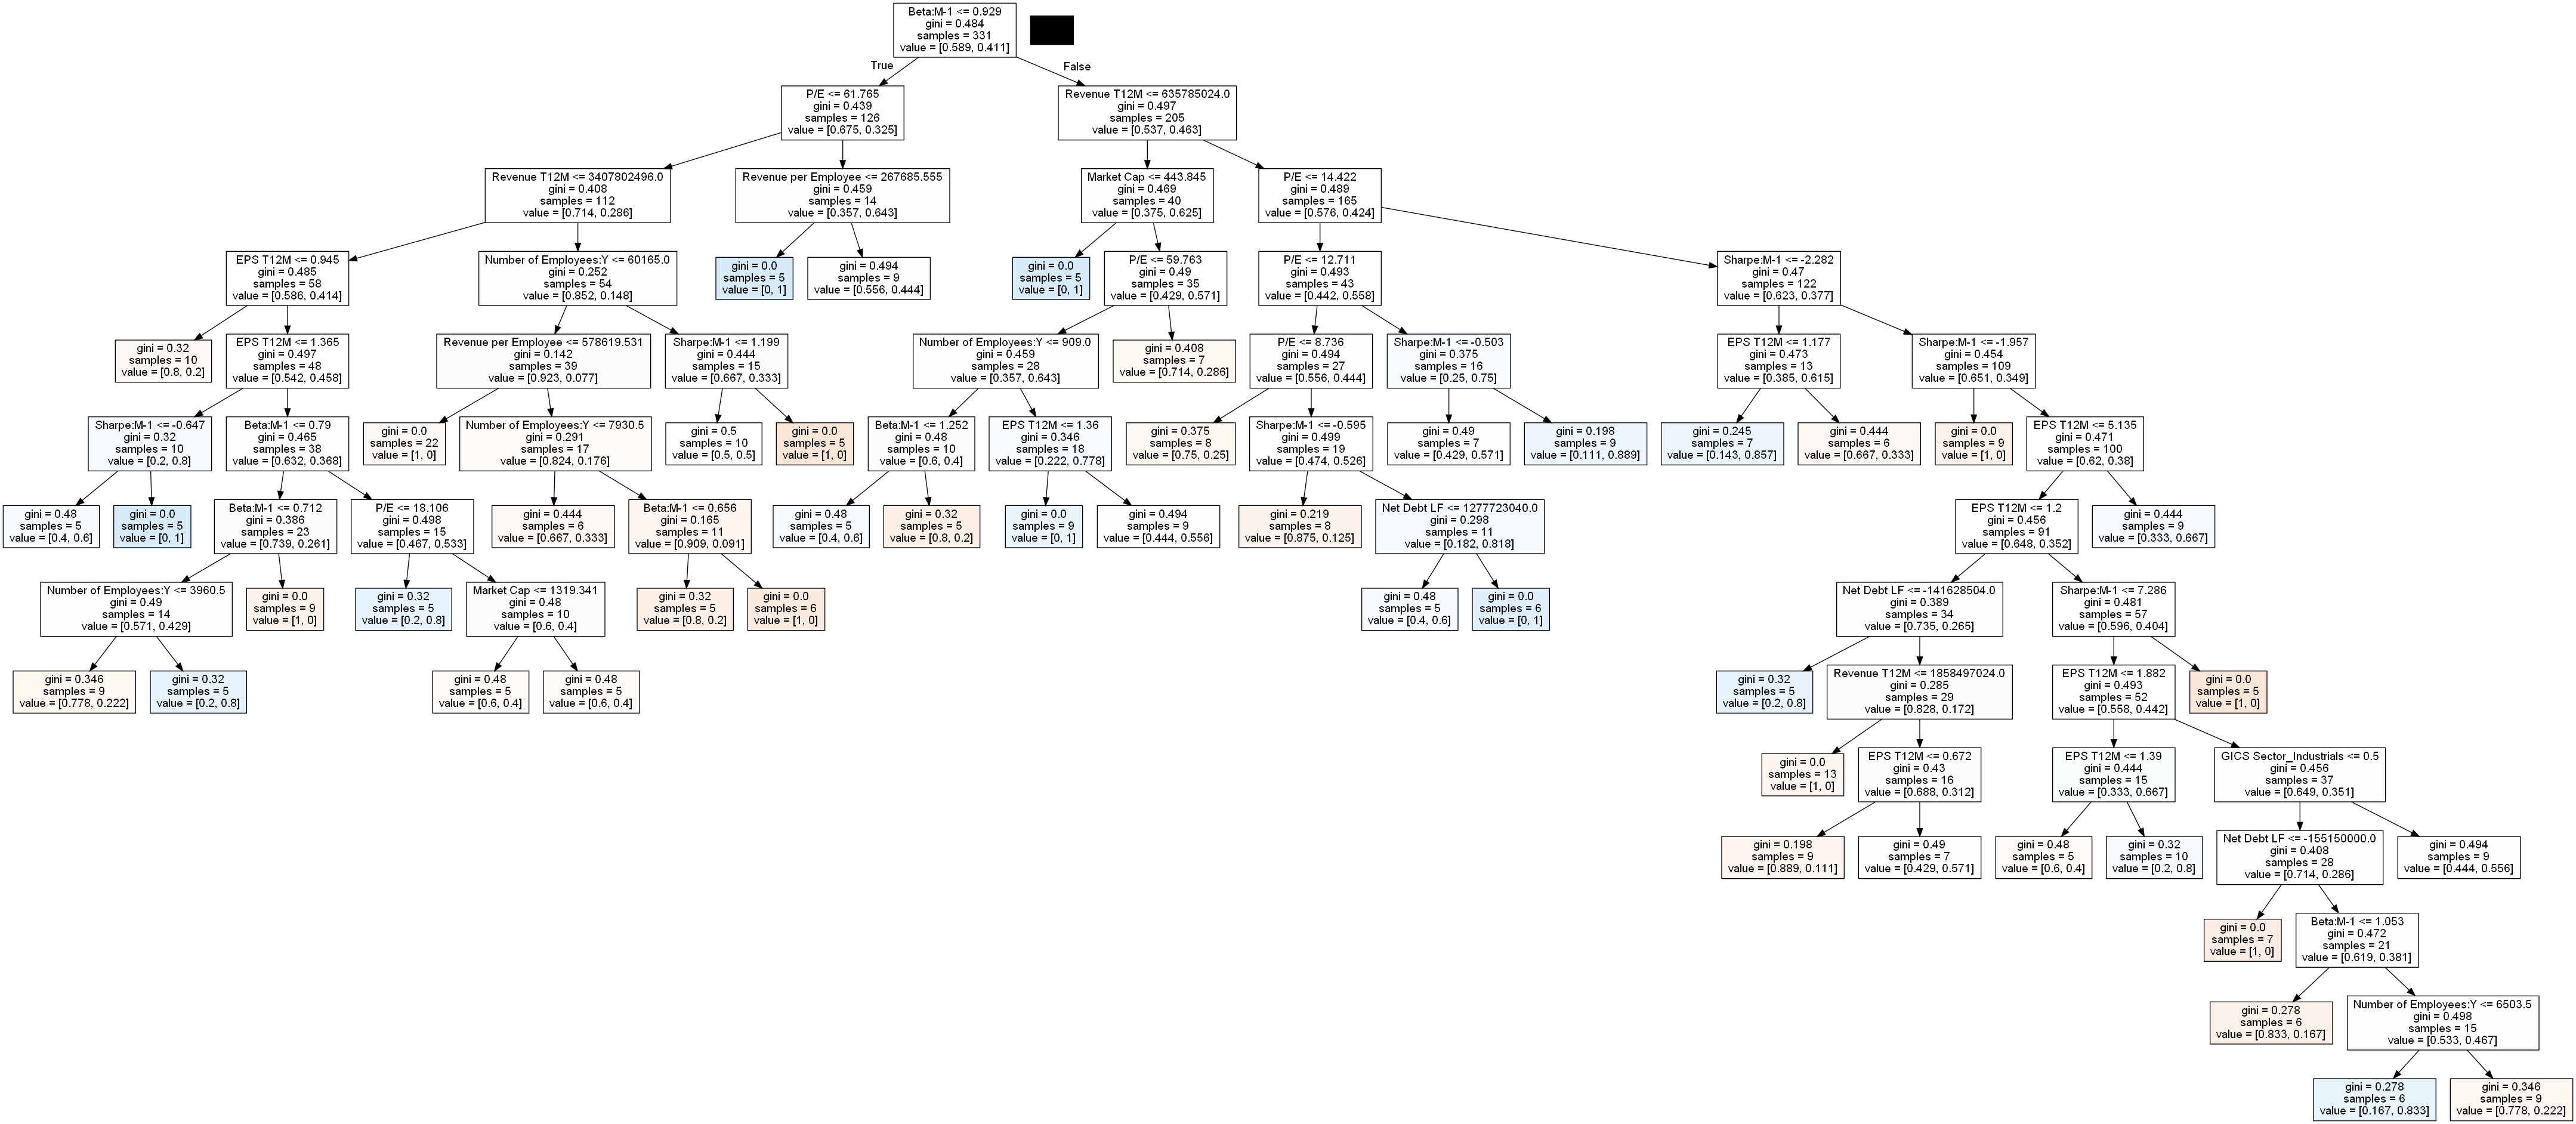 Beta:M-1 <= 0.929
gini = 0.484
samples = 331
value = [0.589, 0.411]
True
False
P/E <= 61.765
gini = 0.439
samples = 126
value = [0.675, 0.325]
Revenue T12M <= 635785024.0
gini = 0.497
samples = 205
value = [0.537, 0.463]
Revenue T12M <= 3407802496.0
gini = 0.408
samples = 112
value = [0.714, 0.286]
Revenue per Employee <= 267685.555
gini = 0.459
samples = 14
value = [0.357, 0.643]
Market Cap <= 443.845
gini = 0.469
samples = 40
value = [0.375, 0.625]
P/E <= 14.422
gini = 0.489
samples = 165
value = [0.576, 0.424]
EPS T12M <= 0.945
gini = 0.485
samples = 58
value = [0.586, 0.414]
Number of Employees:Y <= 60165.0
gini = 0.252
samples = 54
value = [0.852, 0.148]
gini = 0.0
samples = 5
value = [0, 1]
gini = 0.494
samples = 9
value = [0.556, 0.444]
gini = 0.0
samples = 5
value = [0, 1]
P/E <= 59.763
gini = 0.49
samples = 35
value = [0.429, 0.571]
P/E <= 12.711
gini = 0.493
samples = 43
value = [0.442, 0.558]
Sharpe:M-1 <= -2.282
gini = 0.47
samples = 122
value = [0.623, 0.377]
gini = 0.32
samples = 10
value = [0.8, 0.2]
EPS T12M <= 1.365
gini = 0.497
samples = 48
value = [0.542, 0.458]
Revenue per Employee <= 578619.531
gini = 0.142
samples = 39
value = [0.923, 0.077]
Sharpe:M-1 <= 1.199
gini = 0.444
samples = 15
value = [0.667, 0.333]
Number of Employees:Y <= 909.0
gini = 0.459
samples = 28
value = [0.357, 0.643]
gini = 0.408
samples = 7
value = [0.714, 0.286]
P/E <= 8.736
gini = 0.494
samples = 27
value = [0.556, 0.444]
Sharpe:M-1 <= -0.503
gini = 0.375
samples = 16
value = [0.25, 0.75]
EPS T12M <= 1.177
gini = 0.473
samples = 13
value = [0.385, 0.615]
Sharpe:M-1 <= -1.957
gini = 0.454
samples = 109
value = [0.651, 0.349]
Sharpe:M-1 <= -0.647
gini = 0.32
samples = 10
value = [0.2, 0.8]
Beta:M-1 <= 0.79
gini = 0.465
samples = 38
value = [0.632, 0.368]
gini = 0.0
samples = 22
value = [1, 0]
Number of Employees:Y <= 7930.5
gini = 0.291
samples = 17
value = [0.824, 0.176]
gini = 0.5
samples = 10
value = [0.5, 0.5]
gini = 0.0
samples = 5
value = [1, 0]
Beta:M-1 <= 1.252
gini = 0.48
samples = 10
value = [0.6, 0.4]
EPS T12M <= 1.36
gini = 0.346
samples = 18
value = [0.222, 0.778]
gini = 0.375
samples = 8
value = [0.75, 0.25]
Sharpe:M-1 <= -0.595
gini = 0.499
samples = 19
value = [0.474, 0.526]
gini = 0.49
samples = 7
value = [0.429, 0.571]
gini = 0.198
samples = 9
value = [0.111, 0.889]
gini = 0.245
samples = 7
value = [0.143, 0.857]
gini = 0.444
samples = 6
value = [0.667, 0.333]
gini = 0.0
samples = 9
value = [1, 0]
EPS T12M <= 5.135
gini = 0.471
samples = 100
value = [0.62, 0.38]
gini = 0.48
samples = 5
value = [0.4, 0.6]
gini = 0.0
samples = 5
value = [0, 1]
Beta:M-1 <= 0.712
gini = 0.386
samples = 23
value = [0.739, 0.261]
P/E <= 18.106
gini = 0.498
samples = 15
value = [0.467, 0.533]
gini = 0.444
samples = 6
value = [0.667, 0.333]
Beta:M-1 <= 0.656
gini = 0.165
samples = 11
value = [0.909, 0.091]
gini = 0.48
samples = 5
value = [0.4, 0.6]
gini = 0.32
samples = 5
value = [0.8, 0.2]
gini = 0.0
samples = 9
value = [0, 1]
gini = 0.494
samples = 9
value = [0.444, 0.556]
gini = 0.219
samples = 8
value = [0.875, 0.125]
Net Debt LF <= 1277723040.0
gini = 0.298
samples = 11
value = [0.182, 0.818]
EPS T12M <= 1.2
gini = 0.456
samples = 91
value = [0.648, 0.352]
gini = 0.444
samples = 9
value = [0.333, 0.667]
Number of Employees:Y <= 3960.5
gini = 0.49
samples = 14
value = [0.571, 0.429]
gini = 0.0
samples = 9
value = [1, 0]
gini = 0.32
samples = 5
value = [0.2, 0.8]
Market Cap <= 1319.341
gini = 0.48
samples = 10
value = [0.6, 0.4]
gini = 0.32
samples = 5
value = [0.8, 0.2]
gini = 0.0
samples = 6
value = [1, 0]
gini = 0.48
samples = 5
value = [0.4, 0.6]
gini = 0.0
samples = 6
value = [0, 1]
Net Debt LF <= -141628504.0
gini = 0.389
samples = 34
value = [0.735, 0.265]
Sharpe:M-1 <= 7.286
gini = 0.481
samples = 57
value = [0.596, 0.404]
gini = 0.346
samples = 9
value = [0.778, 0.222]
gini = 0.32
samples = 5
value = [0.2, 0.8]
gini = 0.48
samples = 5
value = [0.6, 0.4]
gini = 0.48
samples = 5
value = [0.6, 0.4]
gini = 0.32
samples = 5
value = [0.2, 0.8]
Revenue T12M <= 1858497024.0
gini = 0.285
samples = 29
value = [0.828, 0.172]
EPS T12M <= 1.882
gini = 0.493
samples = 52
value = [0.558, 0.442]
gini = 0.0
samples = 5
value = [1, 0]
gini = 0.0
samples = 13
value = [1, 0]
EPS T12M <= 0.672
gini = 0.43
samples = 16
value = [0.688, 0.312]
EPS T12M <= 1.39
gini = 0.444
samples = 15
value = [0.333, 0.667]
GICS Sector_Industrials <= 0.5
gini = 0.456
samples = 37
value = [0.649, 0.351]
gini = 0.198
samples = 9
value = [0.889, 0.111]
gini = 0.49
samples = 7
value = [0.429, 0.571]
gini = 0.48
samples = 5
value = [0.6, 0.4]
gini = 0.32
samples = 10
value = [0.2, 0.8]
Net Debt LF <= -155150000.0
gini = 0.408
samples = 28
value = [0.714, 0.286]
gini = 0.494
samples = 9
value = [0.444, 0.556]
gini = 0.0
samples = 7
value = [1, 0]
Beta:M-1 <= 1.053
gini = 0.472
samples = 21
value = [0.619, 0.381]
gini = 0.278
samples = 6
value = [0.833, 0.167]
Number of Employees:Y <= 6503.5
gini = 0.498
samples = 15
value = [0.533, 0.467]
gini = 0.278
samples = 6
value = [0.167, 0.833]
gini = 0.346
samples = 9
value = [0.778, 0.222]